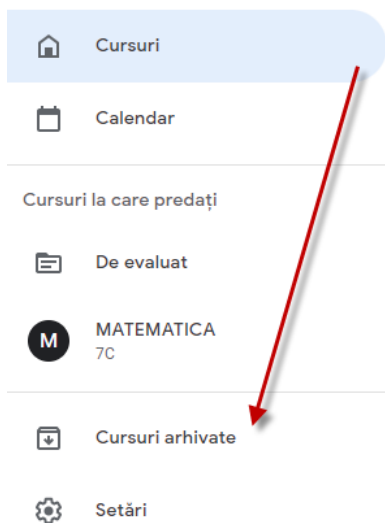 Cursuri
Calendar
Cursuri la care predați
De evaluat
M
MATEMATICA
7C
Cursuri arhivate
Setări